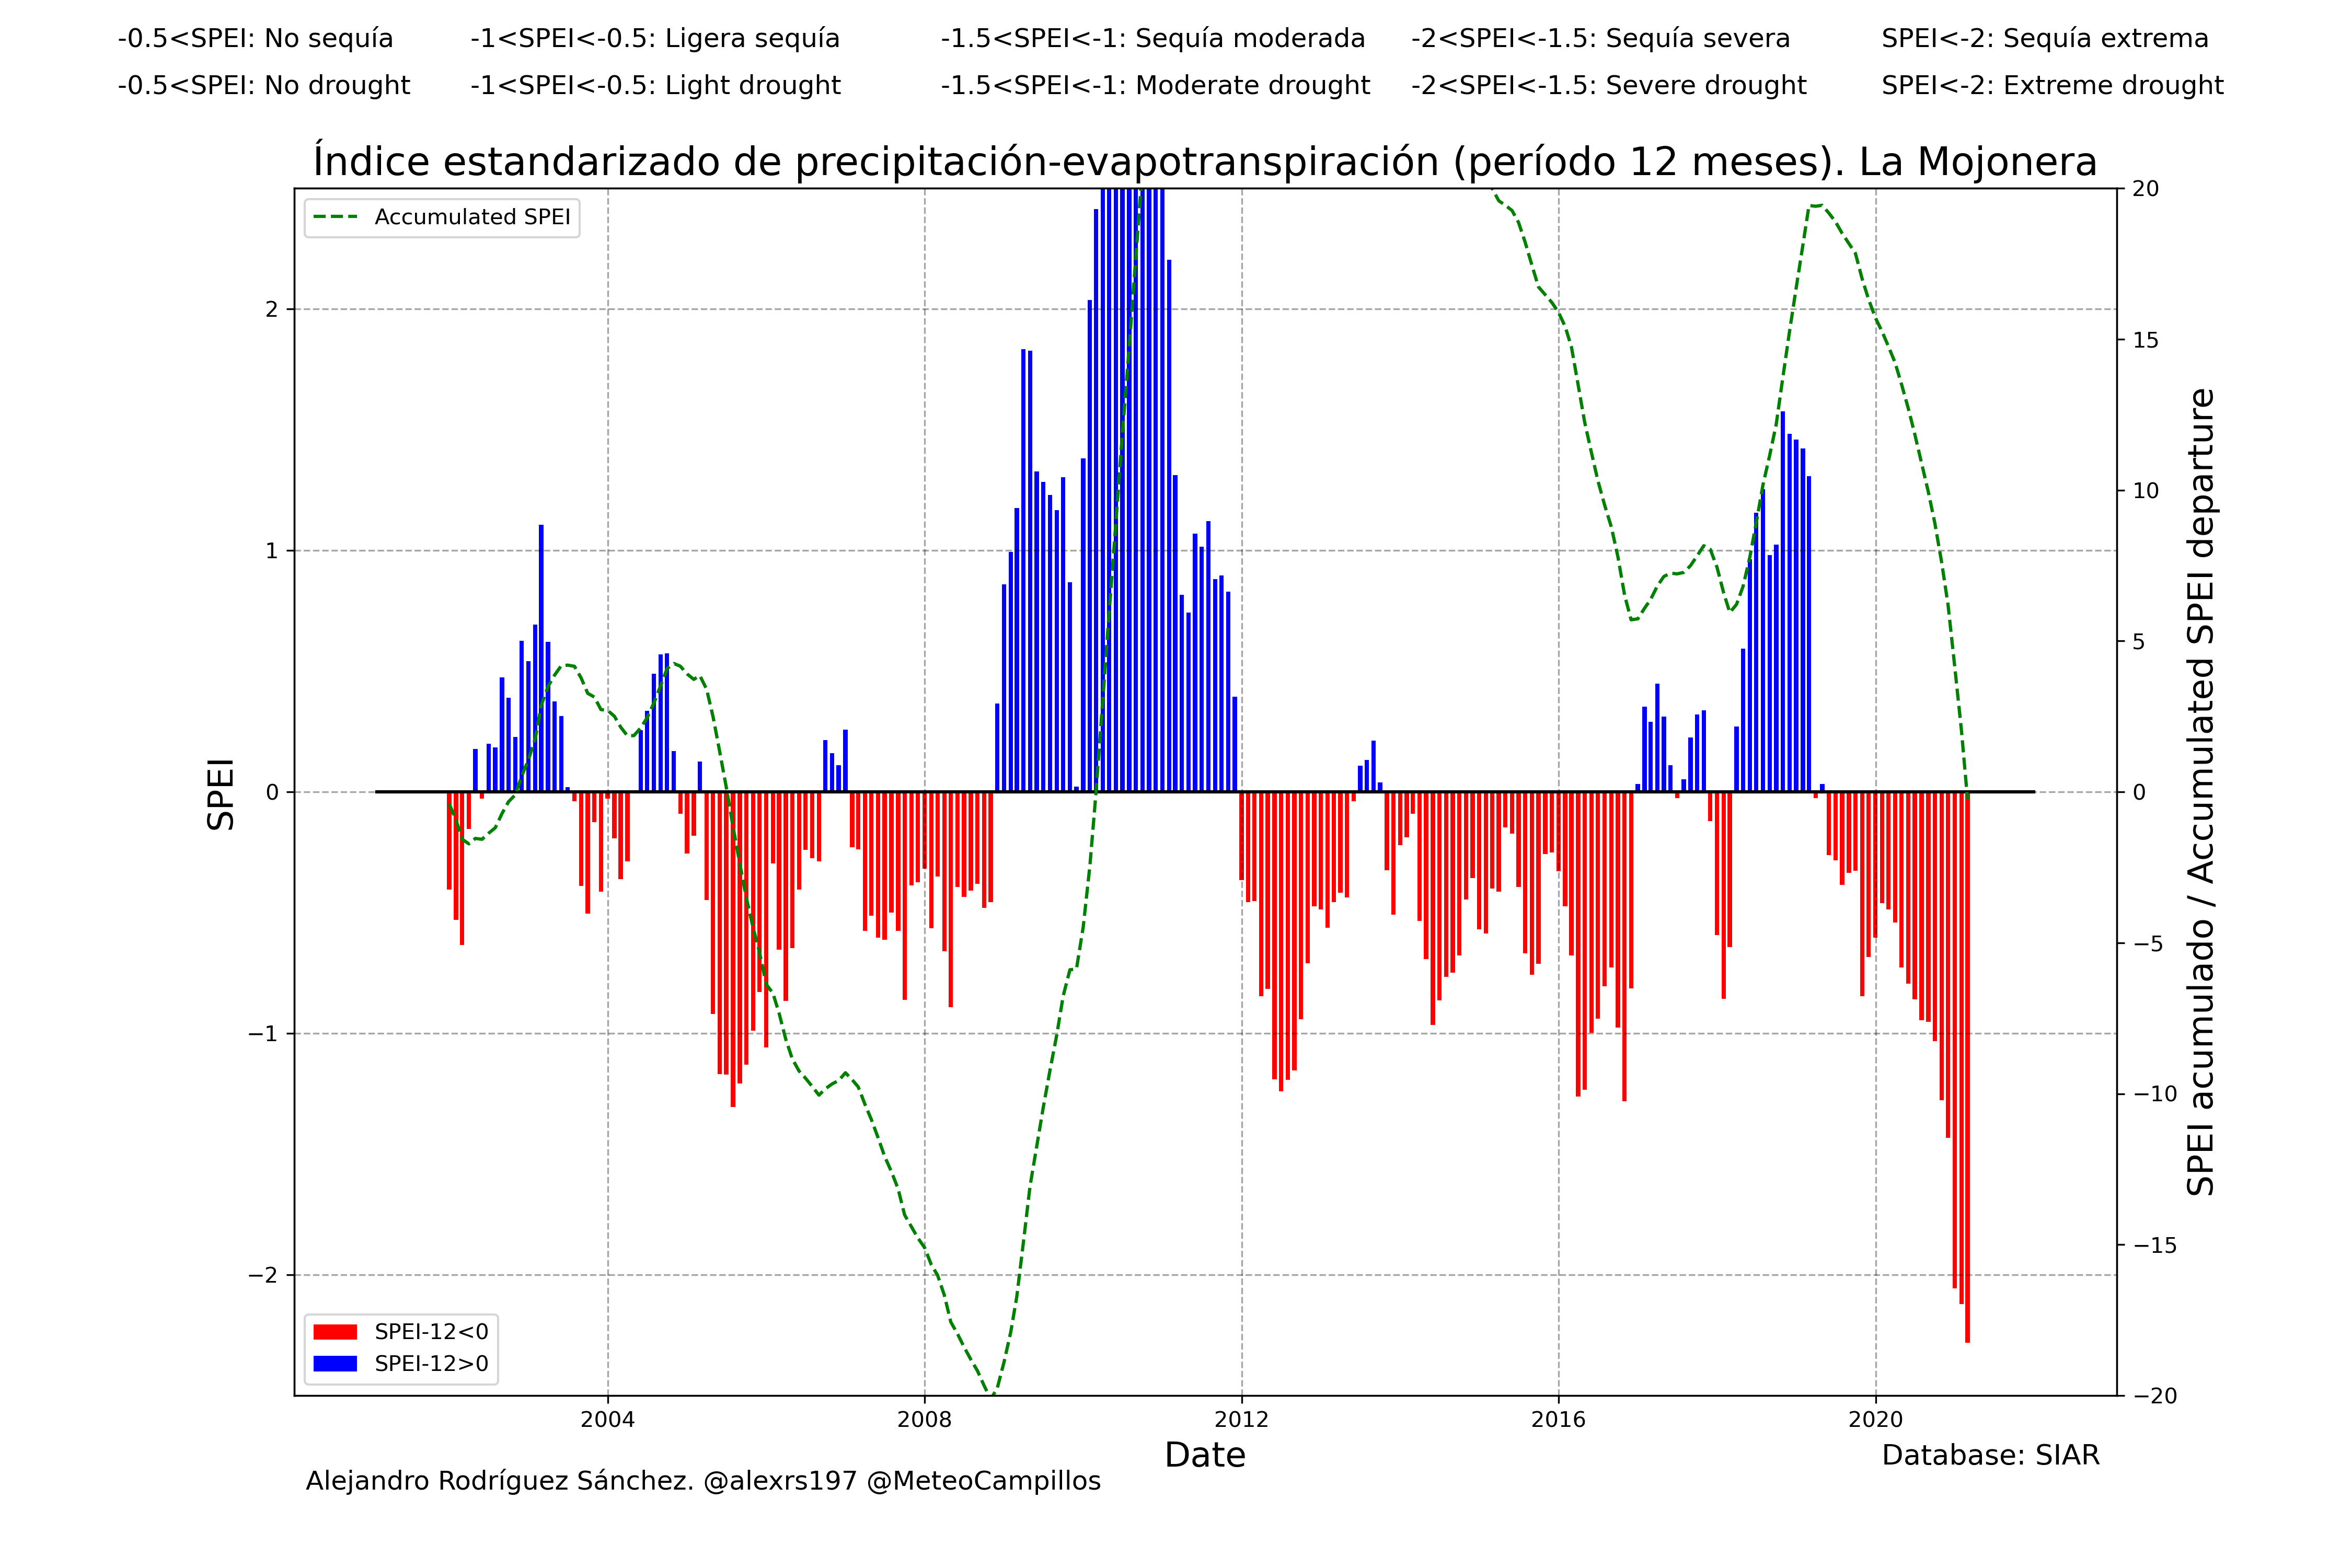 -0.5<SPEI: No sequía -1<SPEI<-0.5: Ligera sequía -1.5<SPEI<-1: Sequía moderada -2<SPEI<-1.5: Sequía severa SPEI<-2: Sequía extrema
-0.5<SPEI: No drought -1<SPEI<-0.5: Light drought -1.5<SPEI<-1: Moderate drought -2<SPEI<-1.5: Severe drought SPEI<-2: Extreme drought
Índice estandarizado de precipitación-evapotranspiración (período 12 meses). La Mojonera
Accumulated SPEI
SPEI
2
1
0
−1
−2
20
15
10
5
0
−5
−10
−15
−20
SPEI acumulado / Accumulated SPEI departure
SPEI-12<0
SPEI-12>0
2004 2008 2012 2016 2020
Date
Database: SIAR
Alejandro Rodríguez Sánchez. @alexrs197 @MeteoCampillos